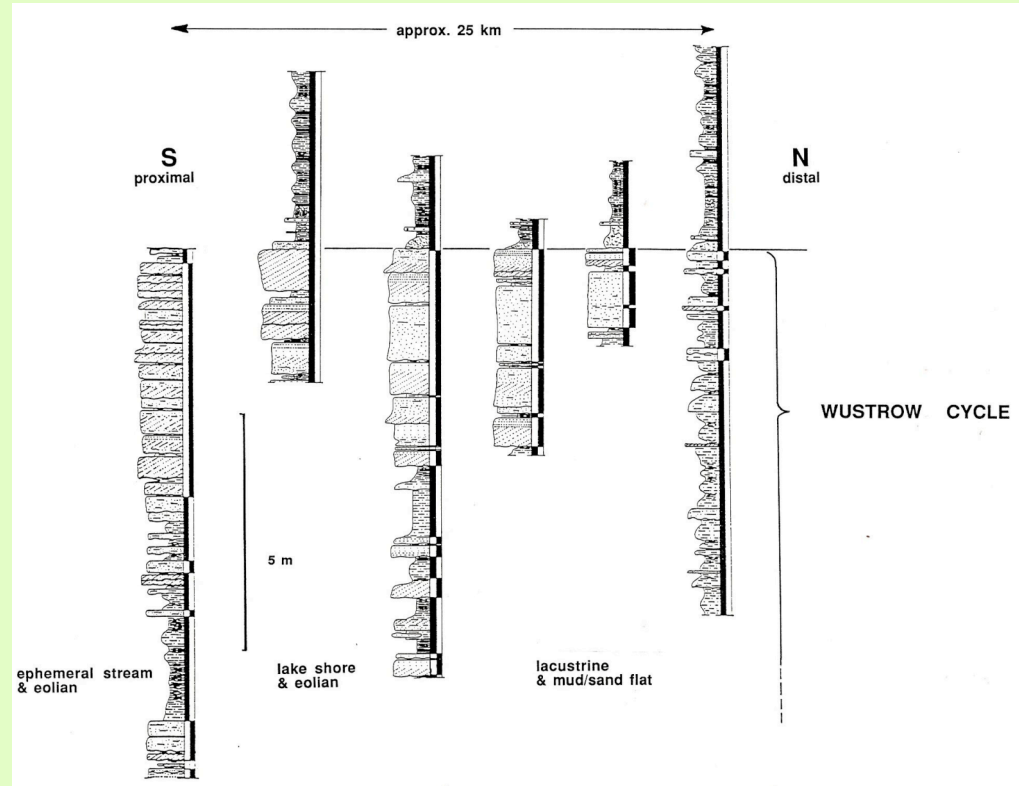 approx. 25 km
S
proximal
N
distal
WUSTROW CYCLE
5 m
ephemeral stream
& eolian
lake shore
& eolian
lacustrine
& mud/sand flat